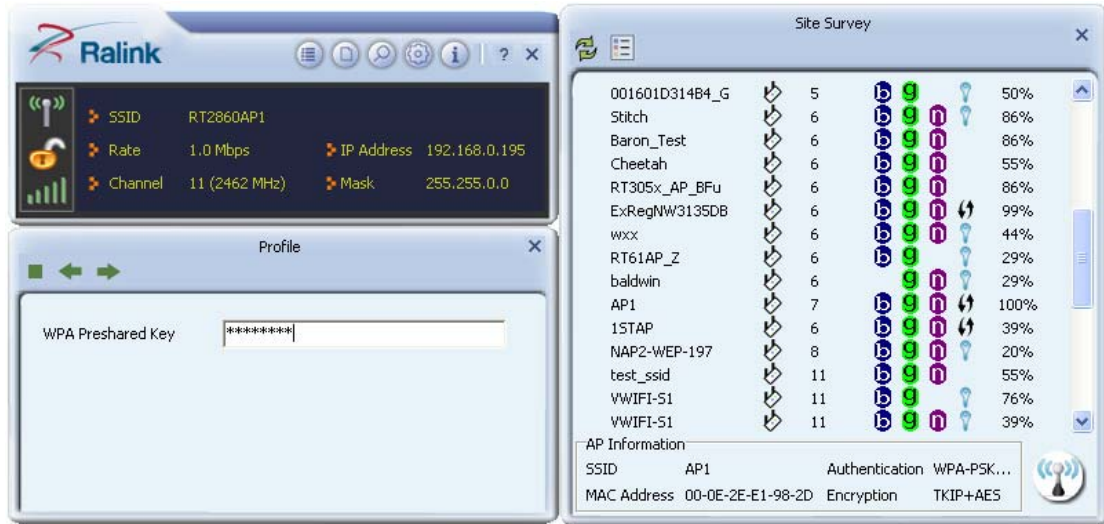 Ralink
? ×
SSID RT2860AP1
Rate 1.0 Mbps IP Address 192.168.0.195
Channel 11 (2462 MHz) Mask 255.255.0.0
Profile
WPA Preshared Key ********
Site Survey
001601D314B4_G 5 b g 50%
Stitch 6 b g n 86%
Baron_Test 6 b g n 86%
Cheetah 6 b g n 55%
RT305x_AP_BFu 6 b g n 86%
ExRegNW3135DB 6 b g n 99%
wxx 6 b g n 44%
RT61AP_Z 6 b g 29%
baldwin 6 g n 29%
AP1 7 b g n 100%
1STAP 6 b g n 39%
NAP2-WEP-197 8 b g n 20%
test_ssid 11 b g n 55%
VWIFI-S1 11 b g 76%
VWIFI-S1 11 b g n 39%
AP Information
SSID AP1 Authentication WPA-PSK...
MAC Address 00-0E-2E-E1-98-2D Encryption TKIP+AES